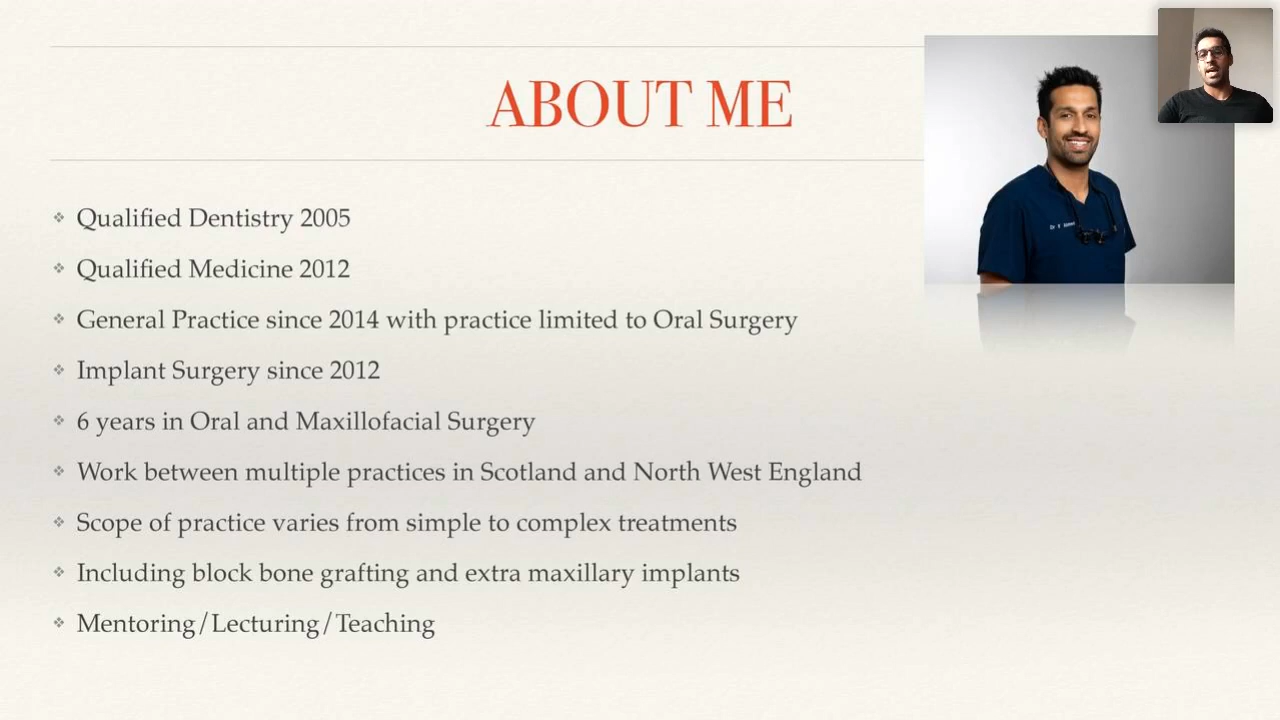 ABOUT ME
Qualified Dentistry 2005
Qualified Medicine 2012
General Practice since 2014 with practice limited to Oral Surgery
Implant Surgery since 2012
6 years in Oral and Maxillofacial Surgery
Work between multiple practices in Scotland and North West England
Scope of practice varies from simple to complex treatments
Including block bone grafting and extra maxillary implants
Mentoring/Lecturing/Teaching
Dr